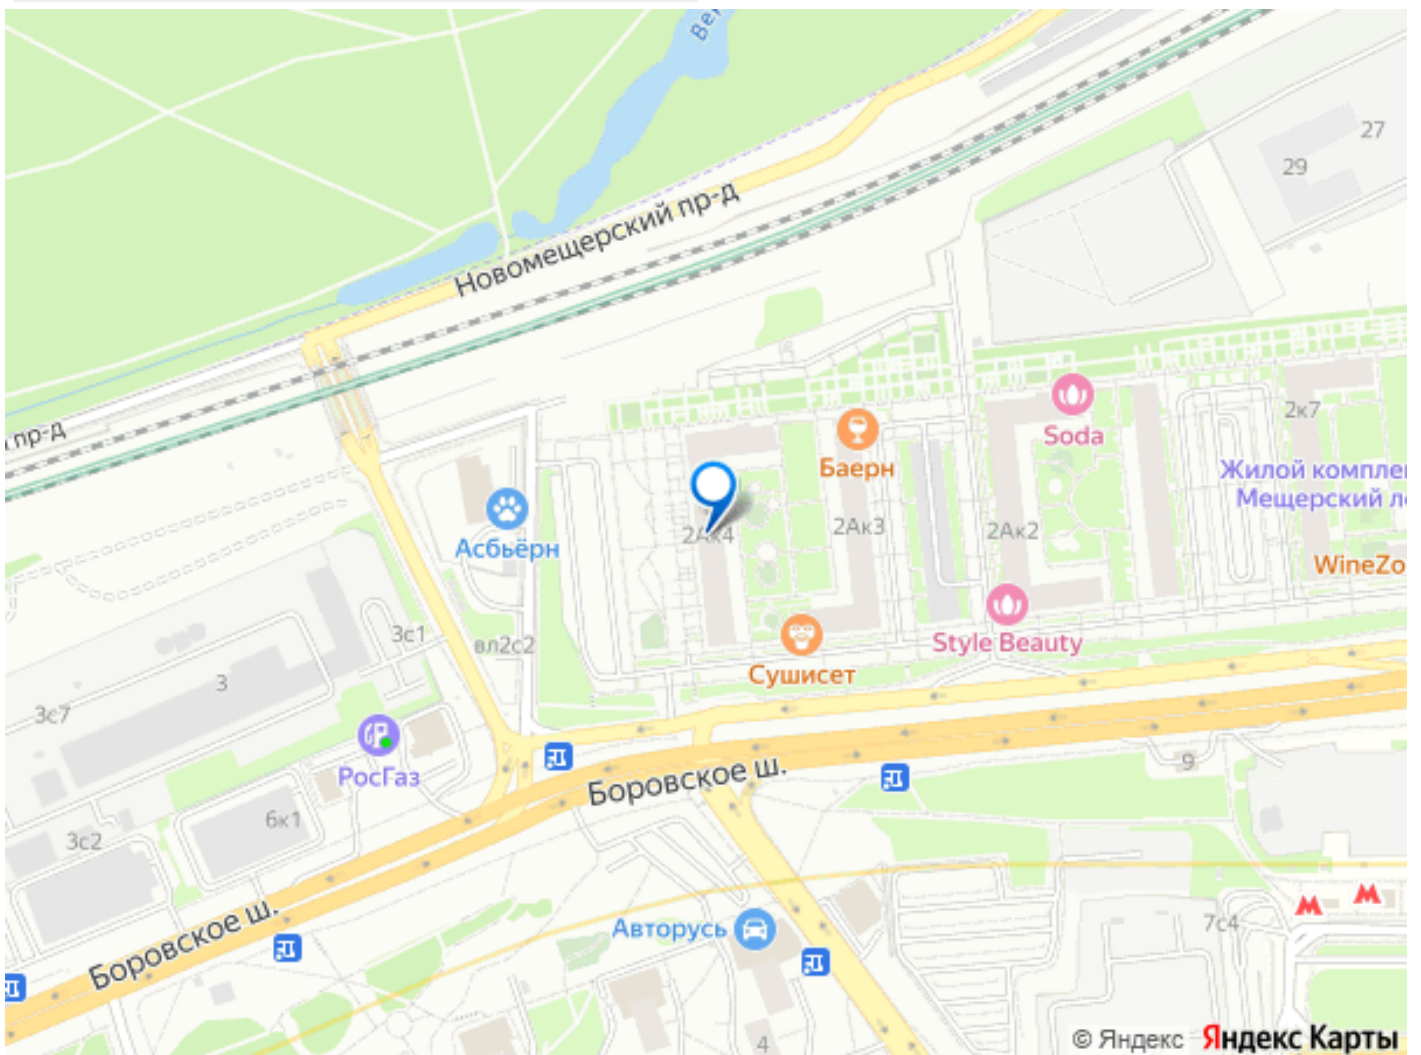 Новомещерский пр-д
27
29
2к7
Soda
Баерн
Жилой
Мещерский
пр-д
2Ак4
2Ак3
2Ак2
Асбьёрн
WineZo
Style Beauty
3с1
вл2с2
Сушисет
3
3с7
РосГаз
Боровское ш.
9
6к1
3с2
Боровское ш.
Авторусь
7с4
4
© Яндекс Яндекс Карты